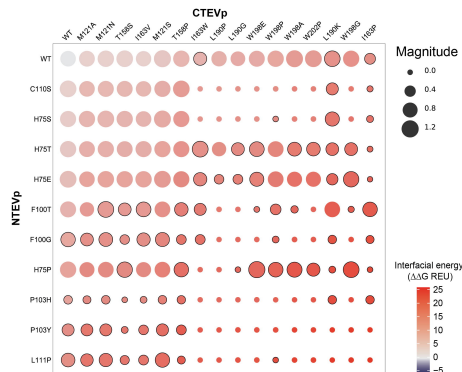 CTEVp
WT M121A M121N T158S I163V M121S T158P I163W L190P L190G W198E W198P W198A W202P L190K W198G I163P
NTEVp
WT
C110S
H75S
H75T
H75E
F100T
F100G
H75P
P103H
P103Y
L111P
Magnitude
0.0
0.4
0.8
1.2
Interfacial energy
(ΔΔG REU)
25
20
15
10
5
0
-5